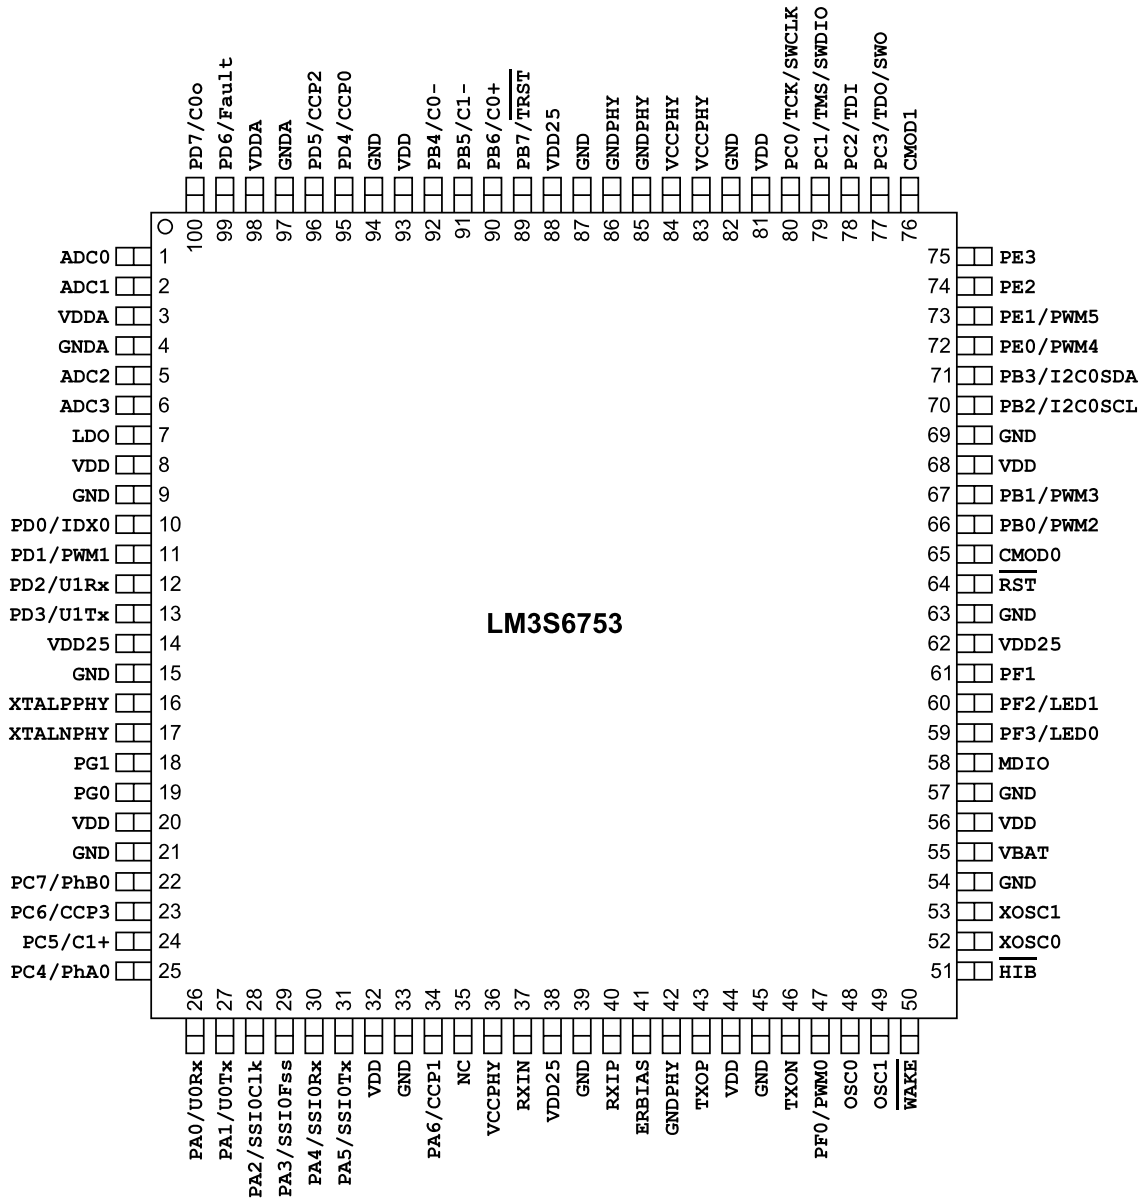 PD7/C0o
PD6/Fault
VDDA
GNDA
PD5/CCP2
PD4/CCP0
GND
VDD
PB4/C0-
PB5/C1-
PB6/C0+
PB7/TRST
VDD25
GND
GNDPHY
GNDPHY
VCCPHY
VCCPHY
GND
VDD
PC0/TCK/SWCLK
PC1/TMS/SWDIO
PC2/TDI
PC3/TDO/SWO
CMOD1
100 99 98 97 96 95 94 93 92 91 90 89 88 87 86 85 84 83 82 81 80 79 78 77 76
ADC0 1
ADC1 2
VDDA 3
GNDA 4
ADC2 5
ADC3 6
LDO 7
VDD 8
GND 9
PD0/IDX0 10
PD1/PWM1 11
PD2/U1Rx 12
PD3/U1Tx 13
VDD25 14
GND 15
XTALPPHY 16
XTALNPHY 17
PG1 18
PG0 19
VDD 20
GND 21
PC7/PhB0 22
PC6/CCP3 23
PC5/C1+ 24
PC4/PhA0 25
LM3S6753
75 PE3
74 PE2
73 PE1/PWM5
72 PE0/PWM4
71 PB3/I2C0SDA
70 PB2/I2C0SCL
69 GND
68 VDD
67 PB1/PWM3
66 PB0/PWM2
65 CMOD0
64 RST
63 GND
62 VDD25
61 PF1
60 PF2/LED1
59 PF3/LED0
58 MDIO
57 GND
56 VDD
55 VBAT
54 GND
53 XOSC1
52 XOSC0
51 HIB
26 27 28 29 30 31 32 33 34 35 36 37 38 39 40 41 42 43 44 45 46 47 48 49 50
PA0/U0Rx
PA1/U0Tx
PA2/SSI0Clk
PA3/SSI0Fss
PA4/SSI0Rx
PA5/SSI0Tx
VDD
GND
PA6/CCP1
NC
VCCPHY
RXIN
VDD25
GND
RXIP
ERBIAS
GNDPHY
TXOP
VDD
GND
TXON
PF0/PWM0
OSC0
OSC1
WAKE